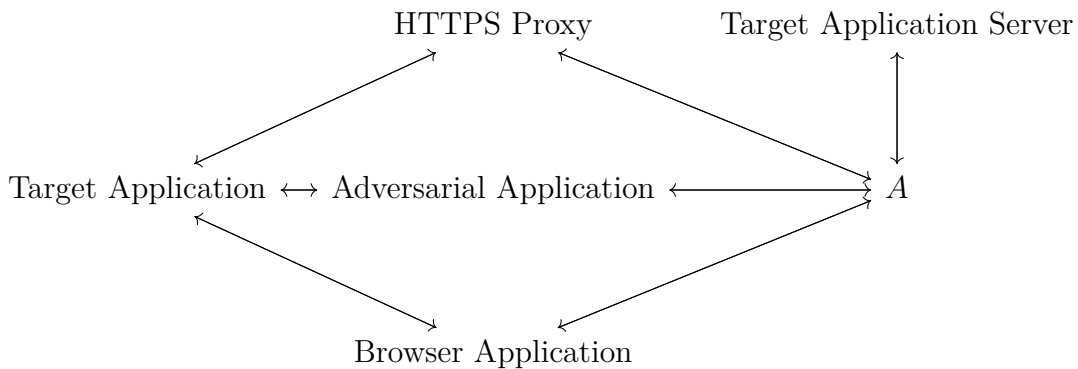 HTTPS Proxy
Target Application Server
Target Application
Adversarial Application
A
Browser Application